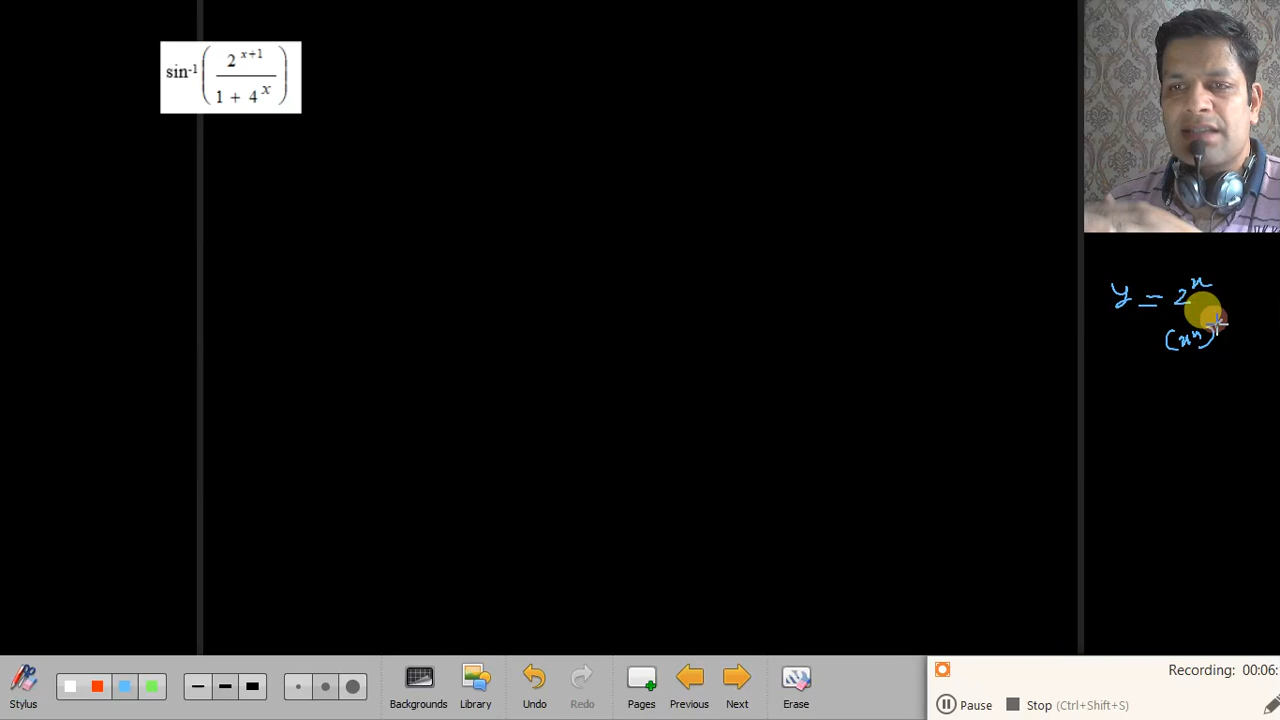 sin⁻¹ ( 2^(x+1) / (1 + 4^x) )
y = 2^x
(x^n)
Stylus
Backgrounds
Library
Undo
Redo
Pages
Previous
Next
Erase
Recording: 00:06:
Pause
Stop (Ctrl+Shift+S)